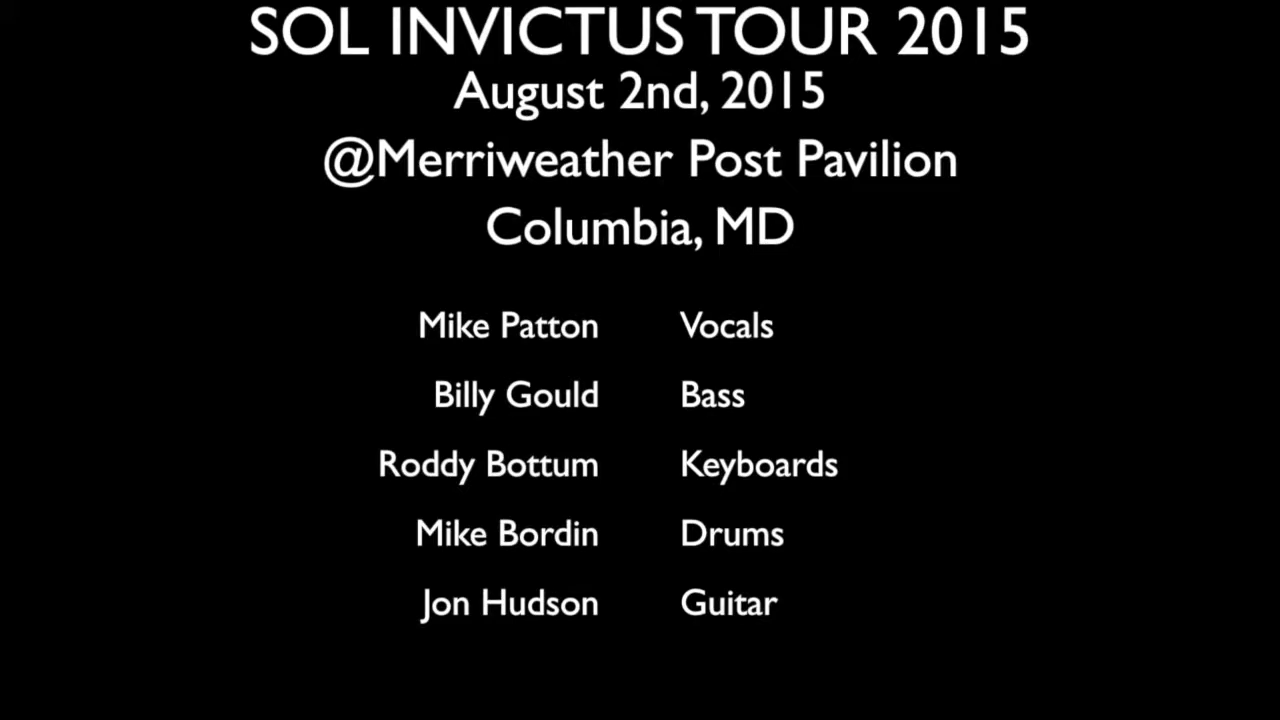 SOL INVICTUS TOUR 2015
August 2nd, 2015
@Merriweather Post Pavilion
Columbia, MD
Mike Patton Vocals
Billy Gould Bass
Roddy Bottum Keyboards
Mike Bordin Drums
Jon Hudson Guitar